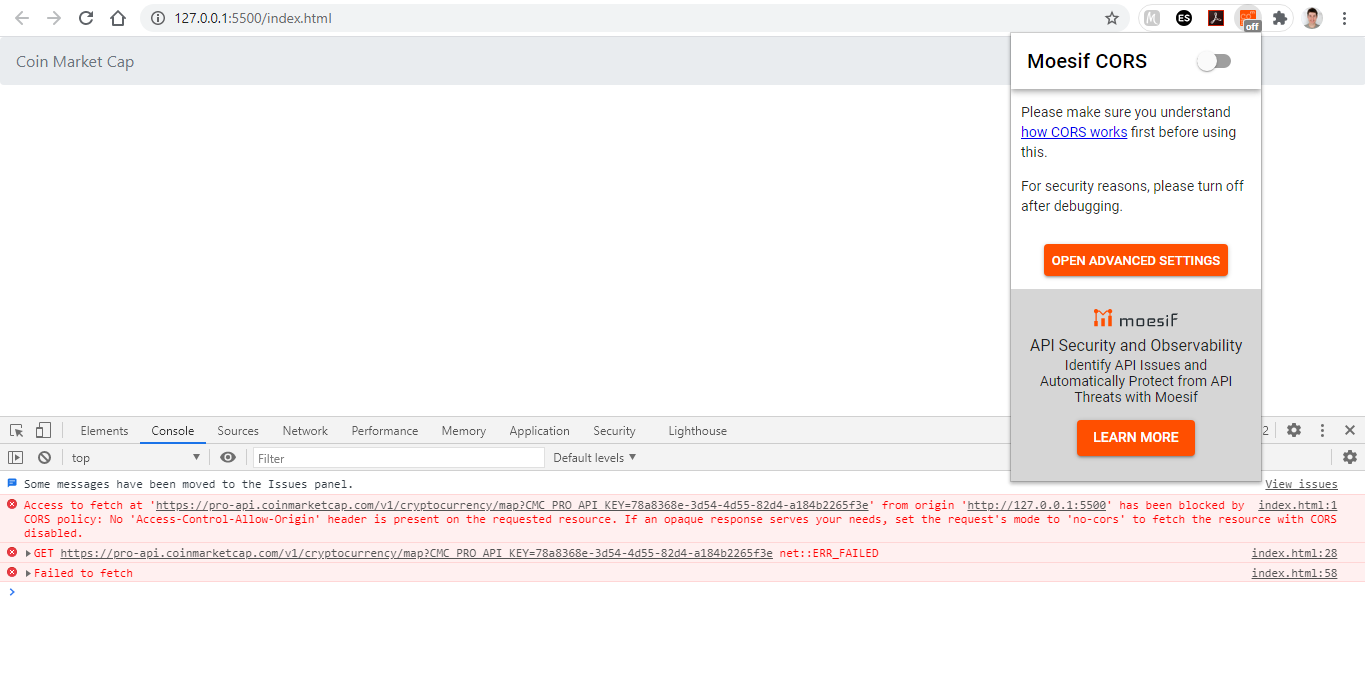 127.0.0.1:5500/index.html
ES
off
Coin Market Cap
Moesif CORS
Please make sure you understand
how CORS works first before using
this.
For security reasons, please turn off
after debugging.
OPEN ADVANCED SETTINGS
moesif
API Security and Observability
Identify API Issues and
Automatically Protect from API
Threats with Moesif
LEARN MORE
Elements Console Sources Network Performance Memory Application Security Lighthouse 2
top Filter Default levels
Some messages have been moved to the Issues panel. View issues
Access to fetch at 'https://pro-api.coinmarketcap.com/v1/cryptocurrency/map?CMC_PRO_API_KEY=78a8368e-3d54-4d55-82d4-a184b2265f3e' from origin 'http://127.0.0.1:5500' has been blocked by index.html:1
CORS policy: No 'Access-Control-Allow-Origin' header is present on the requested resource. If an opaque response serves your needs, set the request's mode to 'no-cors' to fetch the resource with CORS
disabled.
GET https://pro-api.coinmarketcap.com/v1/cryptocurrency/map?CMC_PRO_API_KEY=78a8368e-3d54-4d55-82d4-a184b2265f3e net::ERR_FAILED index.html:28
Failed to fetch index.html:58